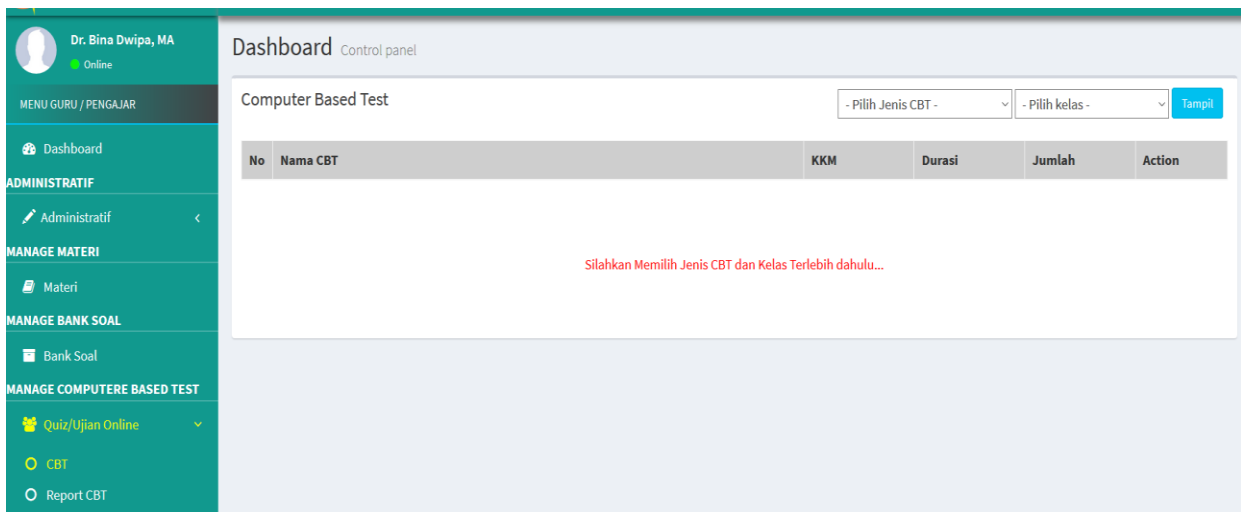 Dr. Bina Dwipa, MA
Online
MENU GURU / PENGAJAR
Dashboard
ADMINISTRATIF
Administratif
MANAGE MATERI
Materi
MANAGE BANK SOAL
Bank Soal
MANAGE COMPUTERE BASED TEST
Quiz/Ujian Online
CBT
Report CBT
Dashboard Control panel
Computer Based Test - Pilih Jenis CBT - - Pilih kelas - Tampil
No Nama CBT KKM Durasi Jumlah Action
Silahkan Memilih Jenis CBT dan Kelas Terlebih dahulu...